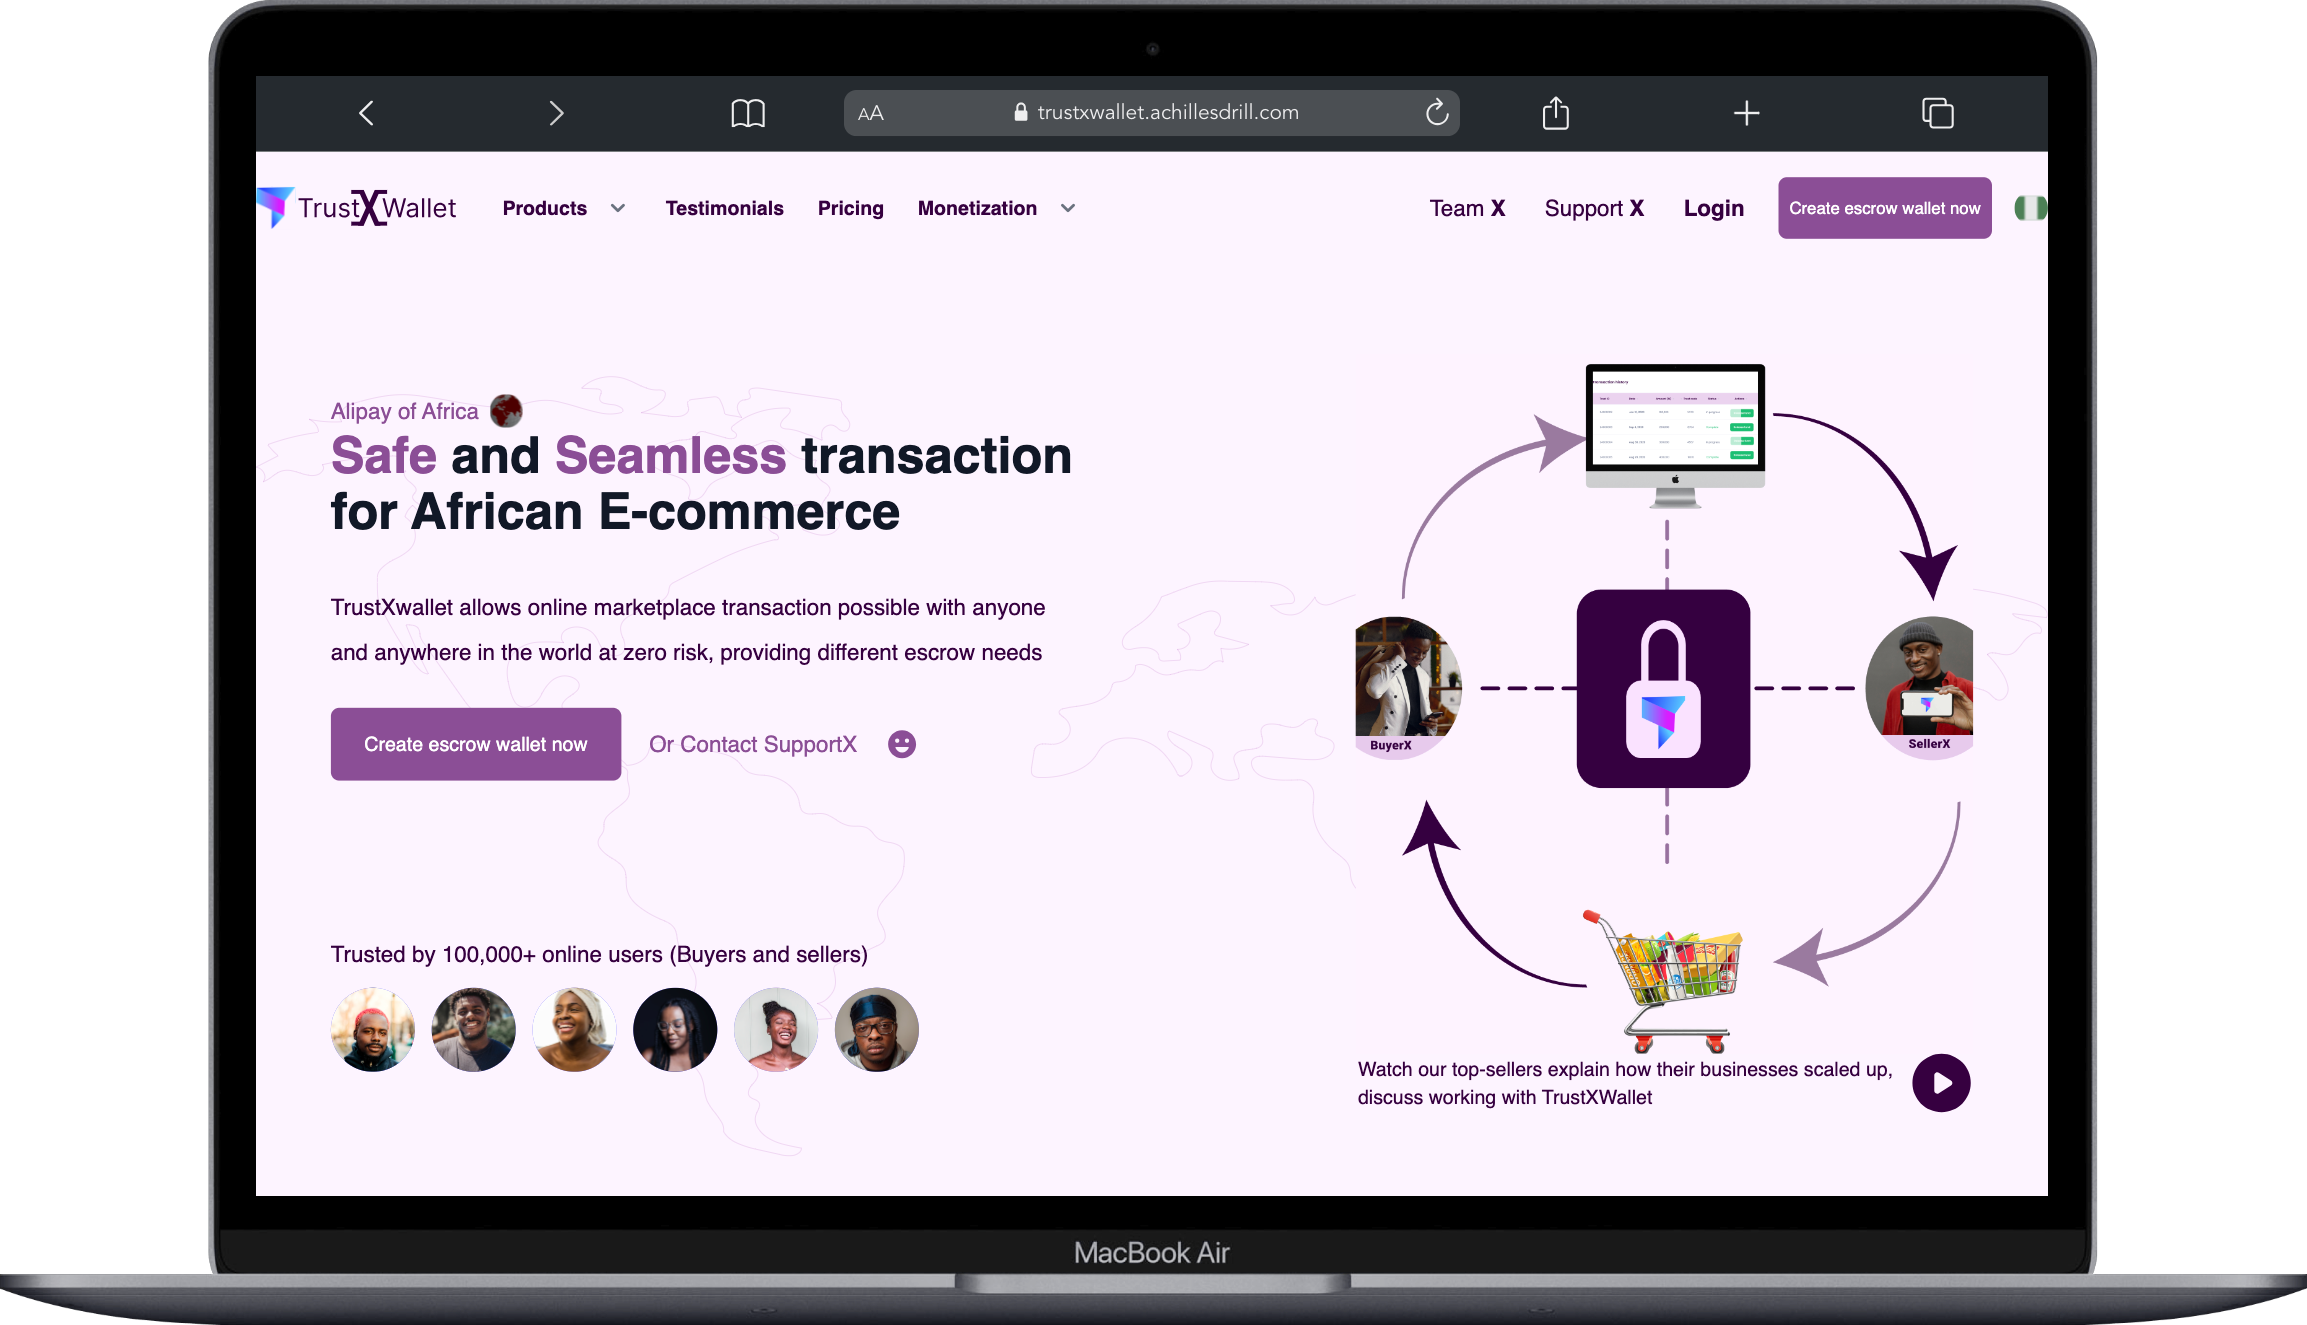 AA
trustxwallet.achillesdrill.com
TrustXWallet
Products
Testimonials
Pricing
Monetization
Team X
Support X
Login
Create escrow wallet now
Alipay of Africa
Safe and Seamless transaction
for African E-commerce
TrustXwallet allows online marketplace transaction possible with anyone
and anywhere in the world at zero risk, providing different escrow needs
Create escrow wallet now
Or Contact SupportX
Trusted by 100,000+ online users (Buyers and sellers)
BuyerX
SellerX
Watch our top-sellers explain how their businesses scaled up,
discuss working with TrustXWallet
MacBook Air